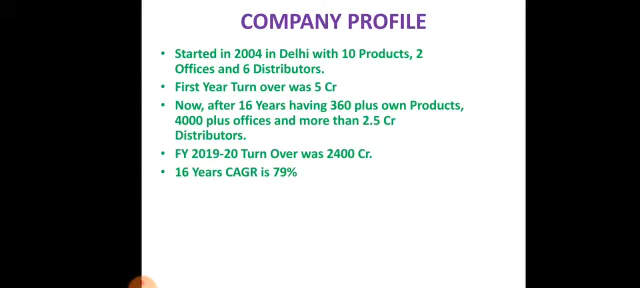 COMPANY PROFILE
• Started in 2004 in Delhi with 10 Products, 2
Offices and 6 Distributors.
• First Year Turn over was 5 Cr
• Now, after 16 Years having 360 plus own Products,
4000 plus offices and more than 2.5 Cr
Distributors.
• FY 2019-20 Turn Over was 2400 Cr.
• 16 Years CAGR is 79%